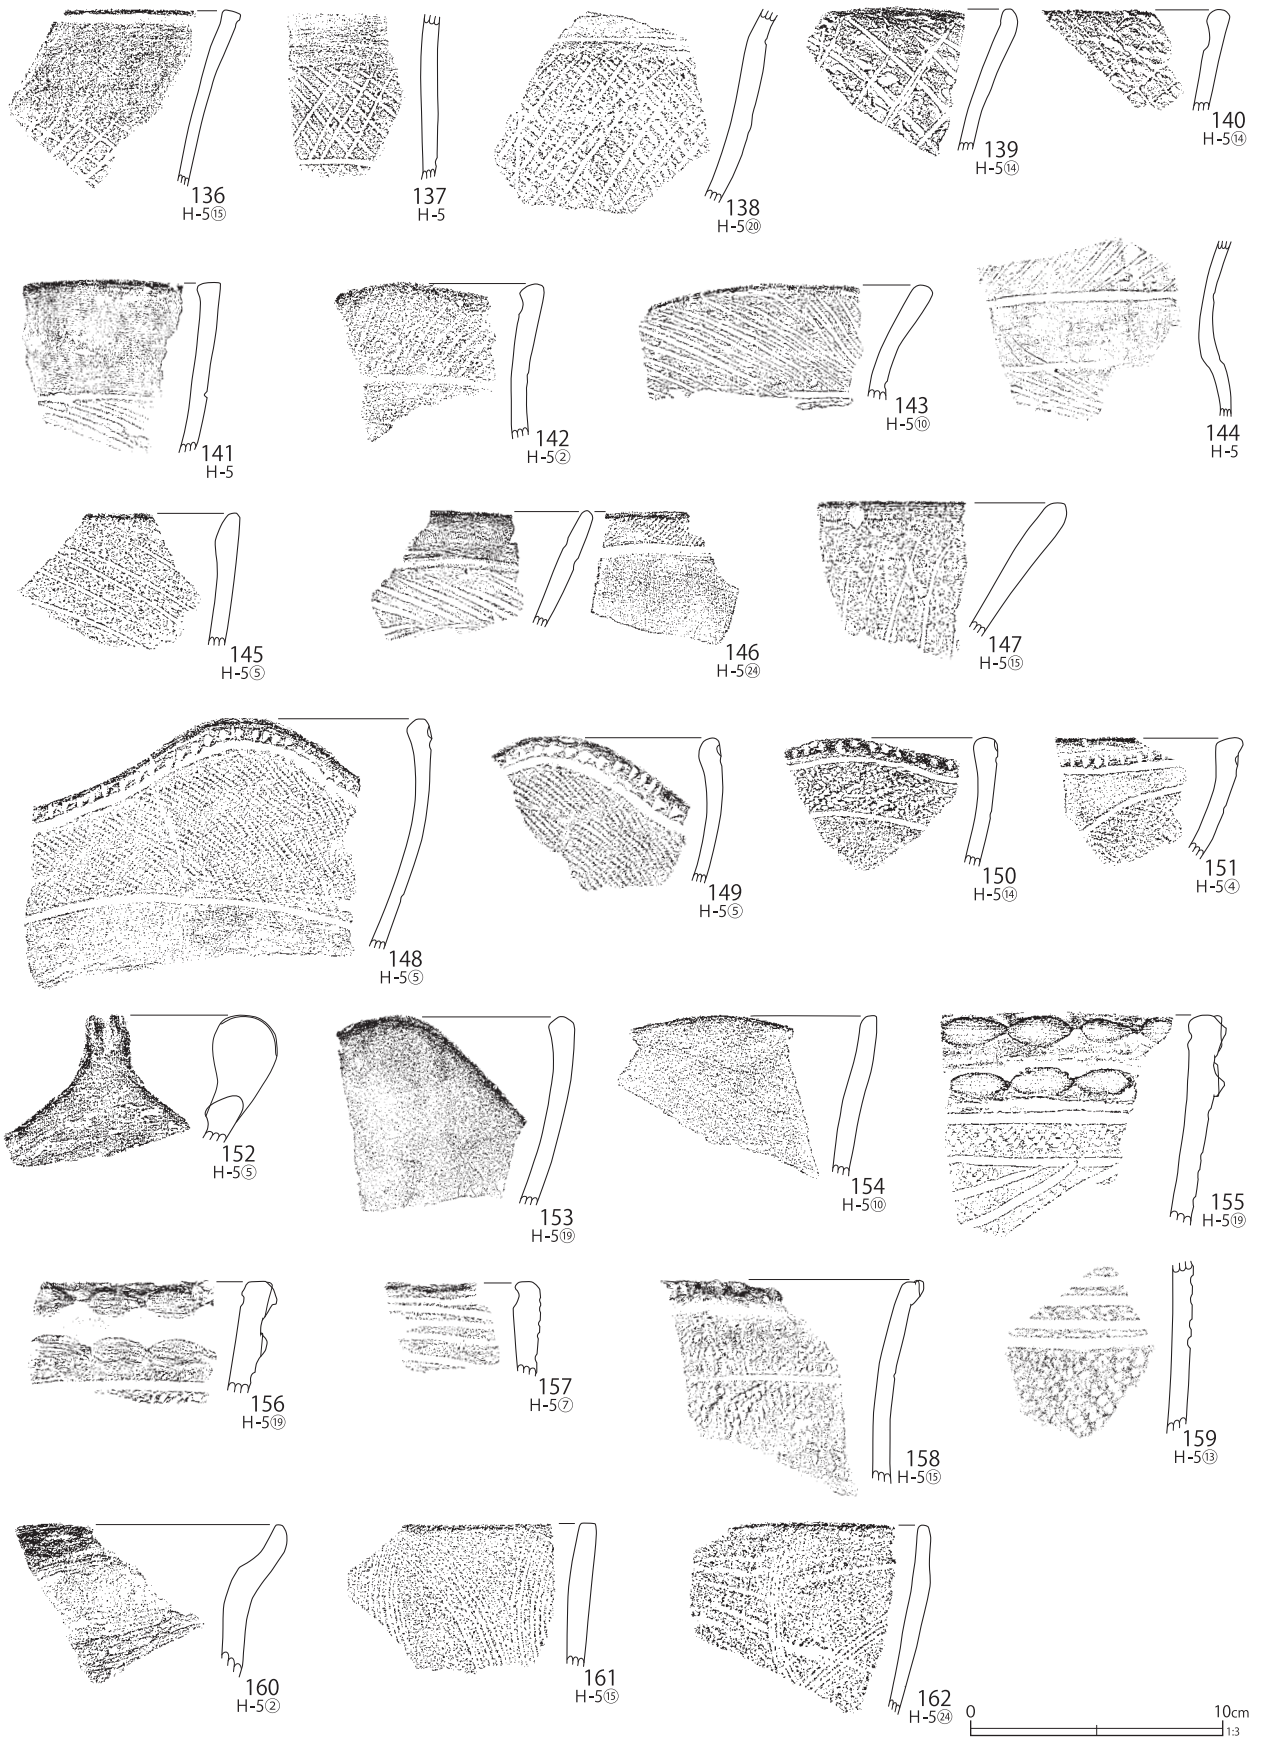 136
H-5⑮
137
H-5
138
H-5⑳
139
H-5⑭
140
H-5⑭
141
H-5
142
H-5②
143
H-5⑩
144
H-5
145
H-5⑤
146
H-5㉔
147
H-5⑮
148
H-5⑤
149
H-5⑤
150
H-5⑭
151
H-5④
152
H-5⑤
153
H-5⑲
154
H-5⑩
155
H-5⑲
156
H-5⑲
157
H-5⑦
158
H-5⑮
159
H-5⑬
160
H-5②
161
H-5⑮
162
H-5㉔
0 10cm
1:3